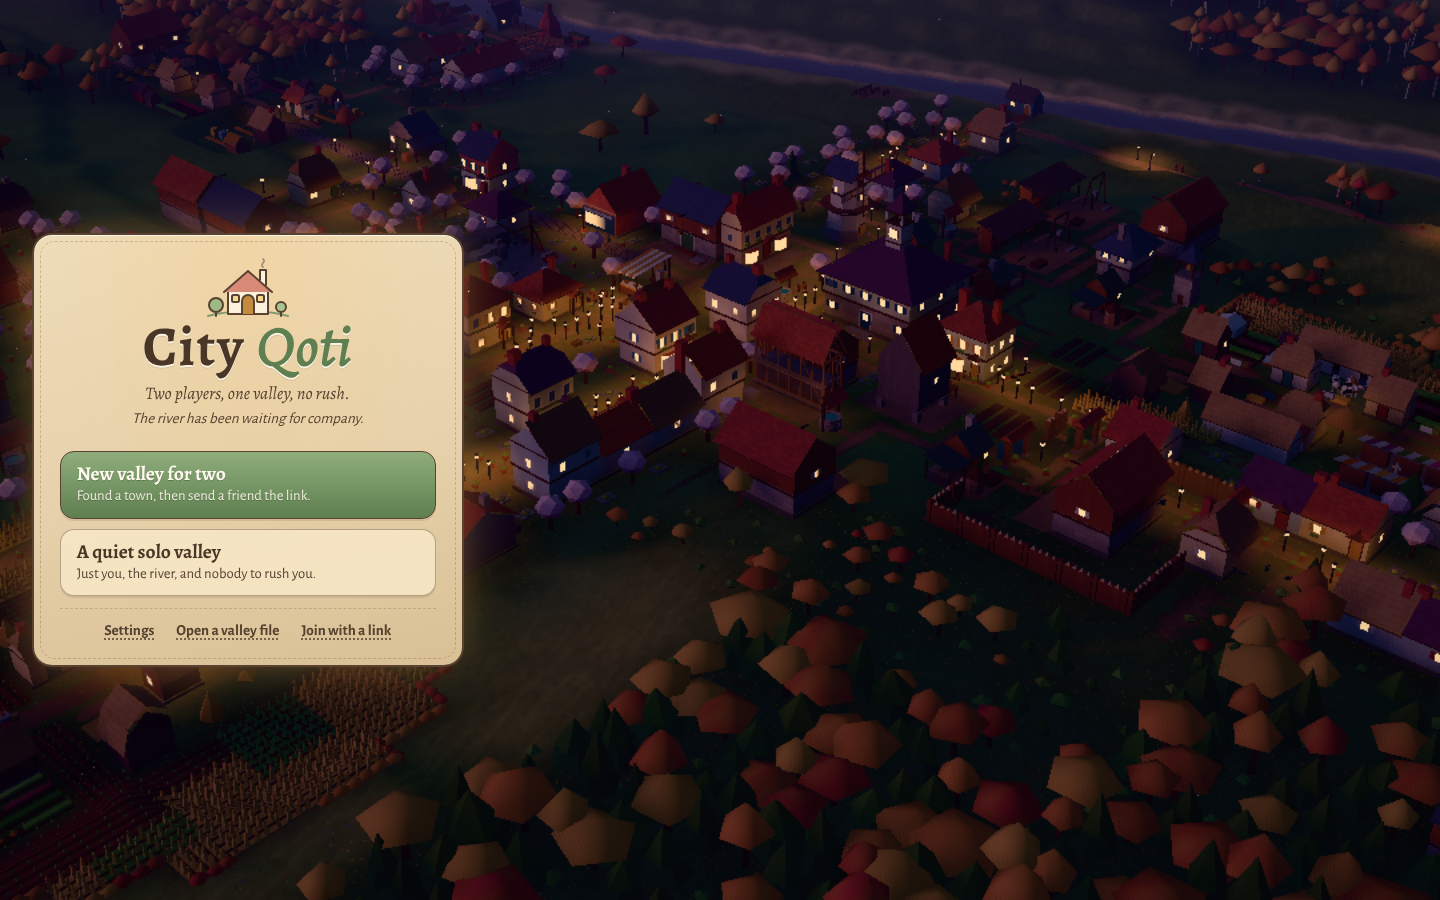 City Qoti
Two players, one valley, no rush.
The river has been waiting for company.
New valley for two
Found a town, then send a friend the link.
A quiet solo valley
Just you, the river, and nobody to rush you.
Settings Open a valley file Join with a link